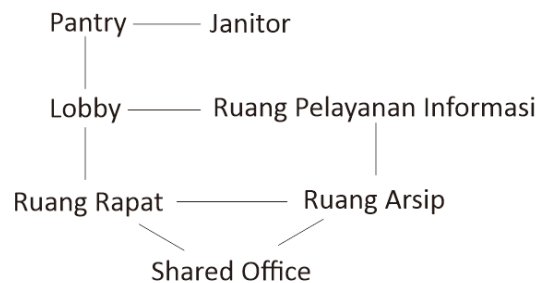 Pantry Janitor
Lobby Ruang Pelayanan Informasi
Ruang Rapat Ruang Arsip
Shared Office